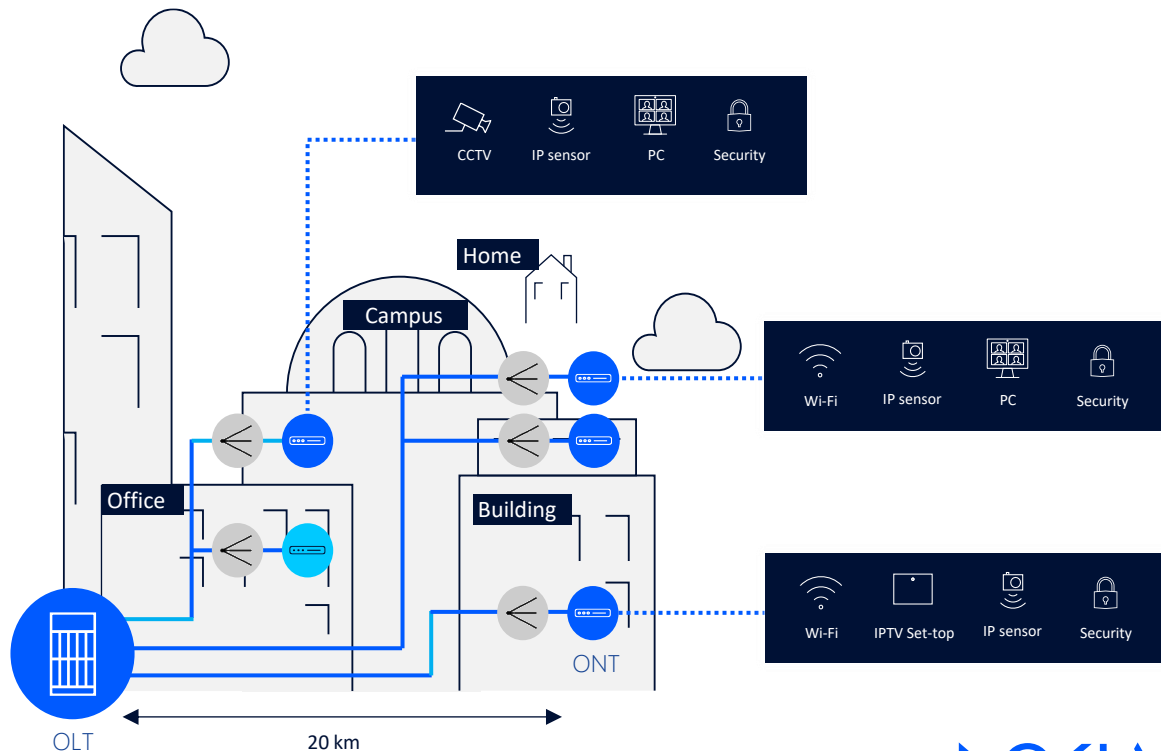 CCTV
IP sensor
PC
Security
Home
Campus
Wi-Fi
IP sensor
PC
Security
Office
Building
Wi-Fi
IPTV Set-top
IP sensor
Security
ONT
OLT
20 km